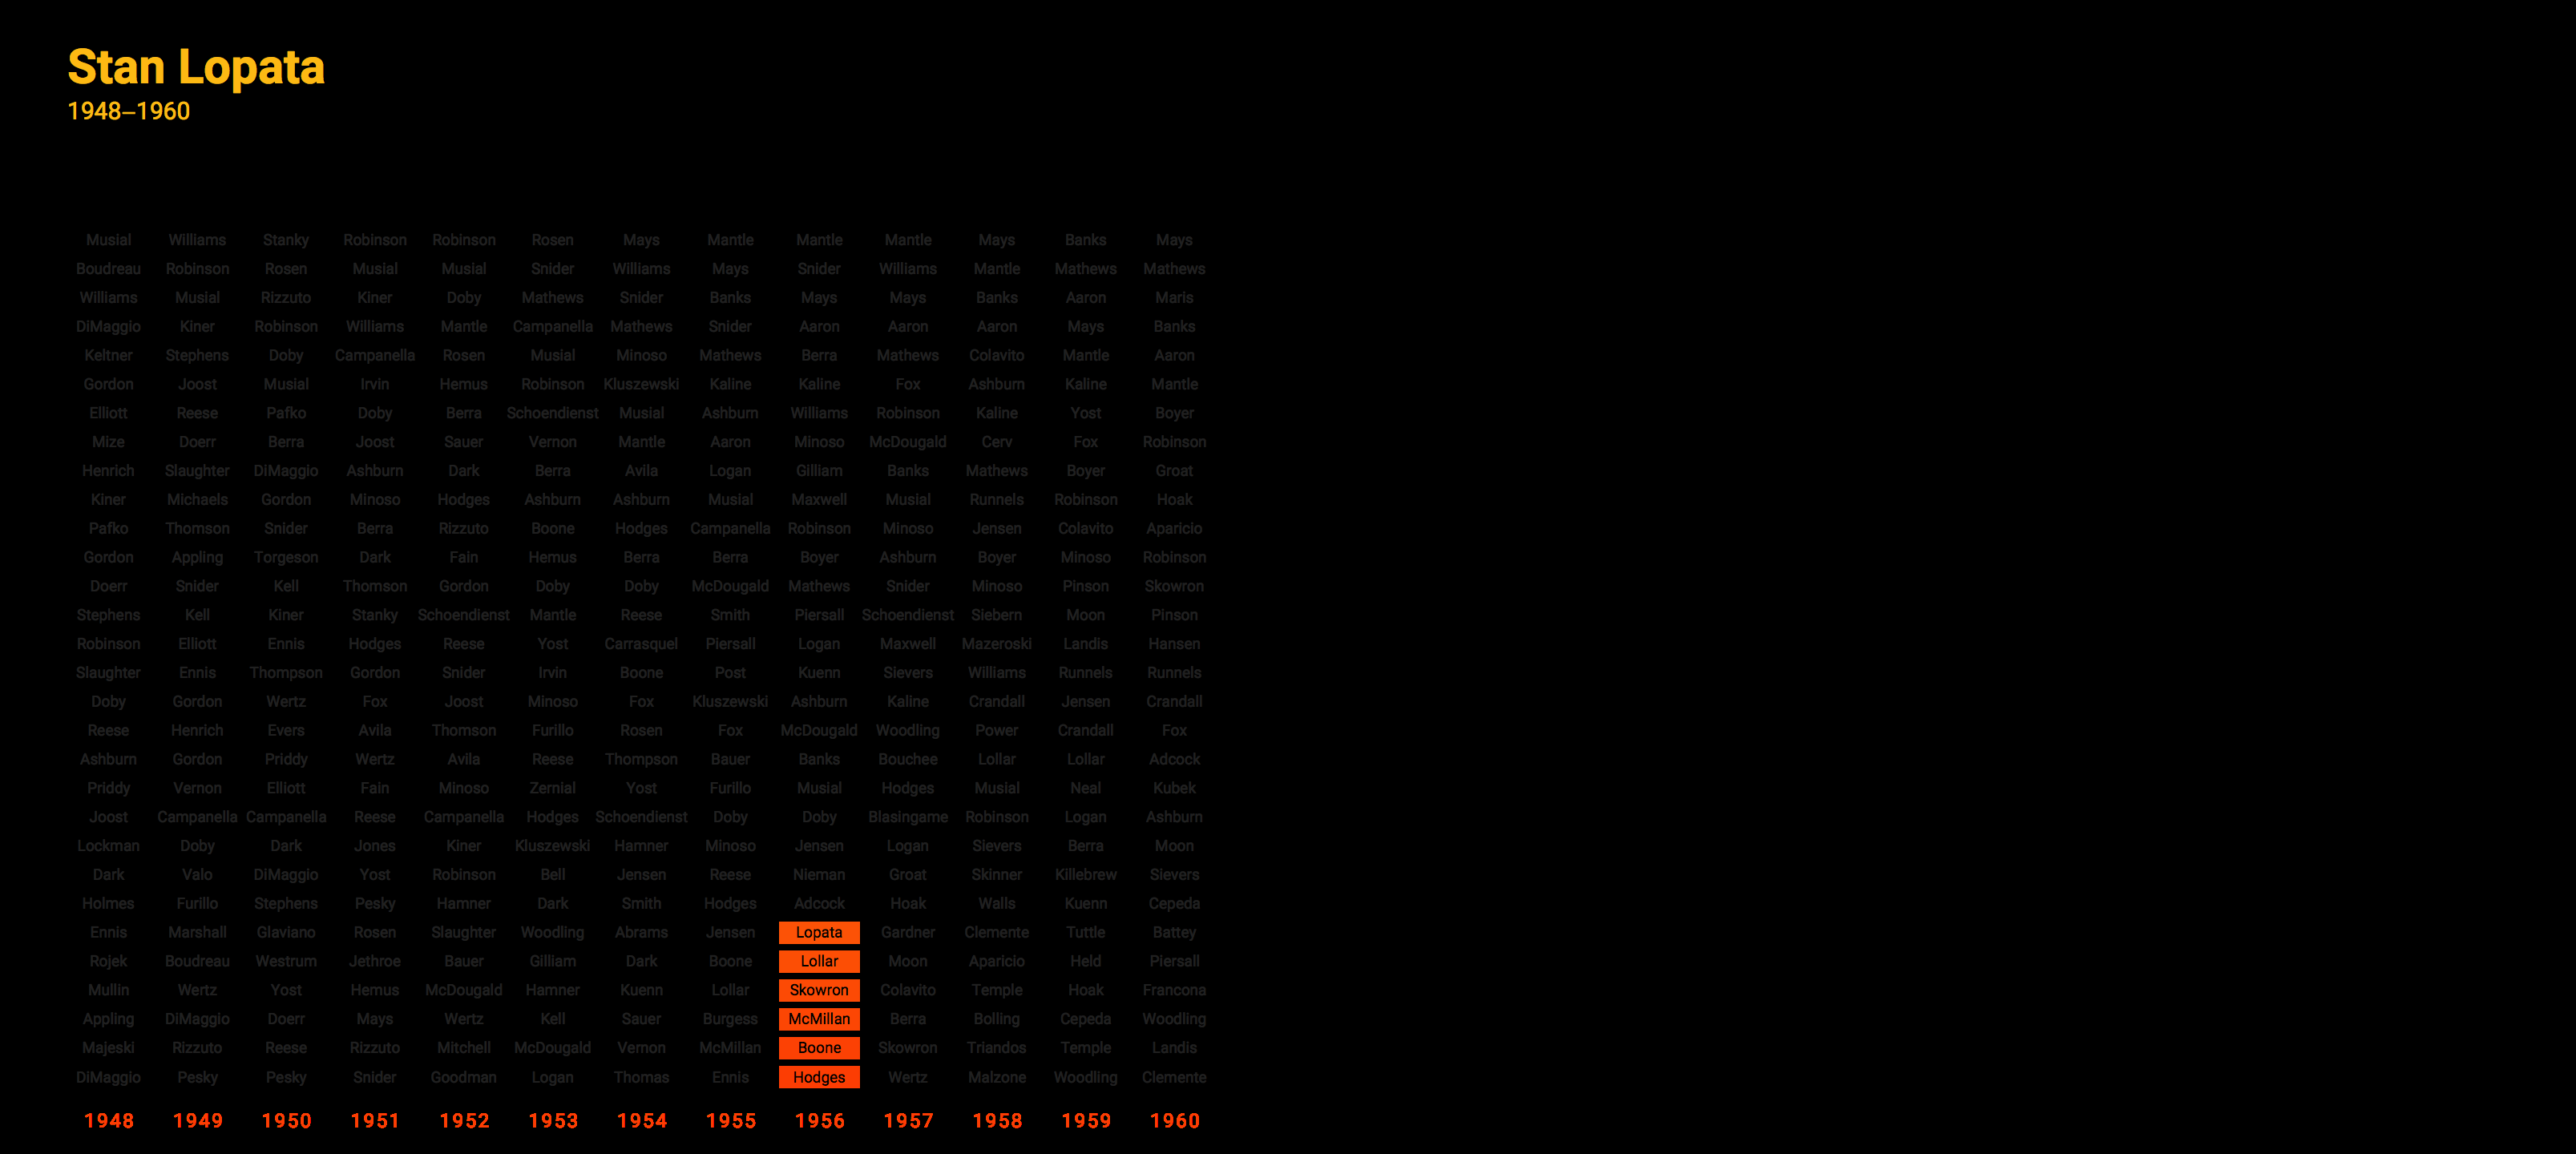 Stan Lopata
1948–1960
Musial Williams Stanky Robinson Robinson Rosen Mays Mantle Mantle Mantle Mays Banks Mays
Boudreau Robinson Rosen Musial Musial Snider Williams Mays Snider Williams Mantle Mathews Mathews
Williams Musial Rizzuto Kiner Doby Mathews Snider Banks Mays Mays Banks Aaron Maris
DiMaggio Kiner Robinson Williams Mantle Campanella Mathews Snider Aaron Aaron Aaron Mays Banks
Keltner Stephens Doby Campanella Rosen Musial Minoso Mathews Berra Mathews Colavito Mantle Aaron
Gordon Joost Musial Irvin Hemus Robinson Kluszewski Kaline Kaline Fox Ashburn Kaline Mantle
Elliott Reese Pafko Doby Berra Schoendienst Musial Ashburn Williams Robinson Kaline Yost Boyer
Mize Doerr Berra Joost Sauer Vernon Mantle Aaron Minoso McDougald Cerv Fox Robinson
Henrich Slaughter DiMaggio Ashburn Dark Berra Avila Logan Gilliam Banks Mathews Boyer Groat
Kiner Michaels Gordon Minoso Hodges Ashburn Ashburn Musial Maxwell Musial Runnels Robinson Hoak
Pafko Thomson Snider Berra Rizzuto Boone Hodges Campanella Robinson Minoso Jensen Colavito Aparicio
Gordon Appling Torgeson Dark Fain Hemus Berra Berra Boyer Ashburn Boyer Minoso Robinson
Doerr Snider Kell Thomson Gordon Doby Doby McDougald Mathews Snider Minoso Pinson Skowron
Stephens Kell Kiner Stanky Schoendienst Mantle Reese Smith Piersall Schoendienst Siebern Moon Pinson
Robinson Elliott Ennis Hodges Reese Yost Carrasquel Piersall Logan Maxwell Mazeroski Landis Hansen
Slaughter Ennis Thompson Gordon Snider Irvin Boone Post Kuenn Sievers Williams Runnels Runnels
Doby Gordon Wertz Fox Joost Minoso Fox Kluszewski Ashburn Kaline Crandall Jensen Crandall
Reese Henrich Evers Avila Thomson Furillo Rosen Fox McDougald Woodling Power Crandall Fox
Ashburn Gordon Priddy Wertz Avila Reese Thompson Bauer Banks Bouchee Lollar Lollar Adcock
Priddy Vernon Elliott Fain Minoso Zernial Yost Furillo Musial Hodges Musial Neal Kubek
Joost Campanella Campanella Reese Campanella Hodges Schoendienst Doby Doby Blasingame Robinson Logan Ashburn
Lockman Doby Dark Jones Kiner Kluszewski Hamner Minoso Jensen Logan Sievers Berra Moon
Dark Valo DiMaggio Yost Robinson Bell Jensen Reese Nieman Groat Skinner Killebrew Sievers
Holmes Furillo Stephens Pesky Hamner Dark Smith Hodges Adcock Hoak Walls Kuenn Cepeda
Ennis Marshall Glaviano Rosen Slaughter Woodling Abrams Jensen Lopata Gardner Clemente Tuttle Battey
Rojek Boudreau Westrum Jethroe Bauer Gilliam Dark Boone Lollar Moon Aparicio Held Piersall
Mullin Wertz Yost Hemus McDougald Hamner Kuenn Lollar Skowron Colavito Temple Hoak Francona
Appling DiMaggio Doerr Mays Wertz Kell Sauer Burgess McMillan Berra Bolling Cepeda Woodling
Majeski Rizzuto Reese Rizzuto Mitchell McDougald Vernon McMillan Boone Skowron Triandos Temple Landis
DiMaggio Pesky Pesky Snider Goodman Logan Thomas Ennis Hodges Wertz Malzone Woodling Clemente
1948 1949 1950 1951 1952 1953 1954 1955 1956 1957 1958 1959 1960